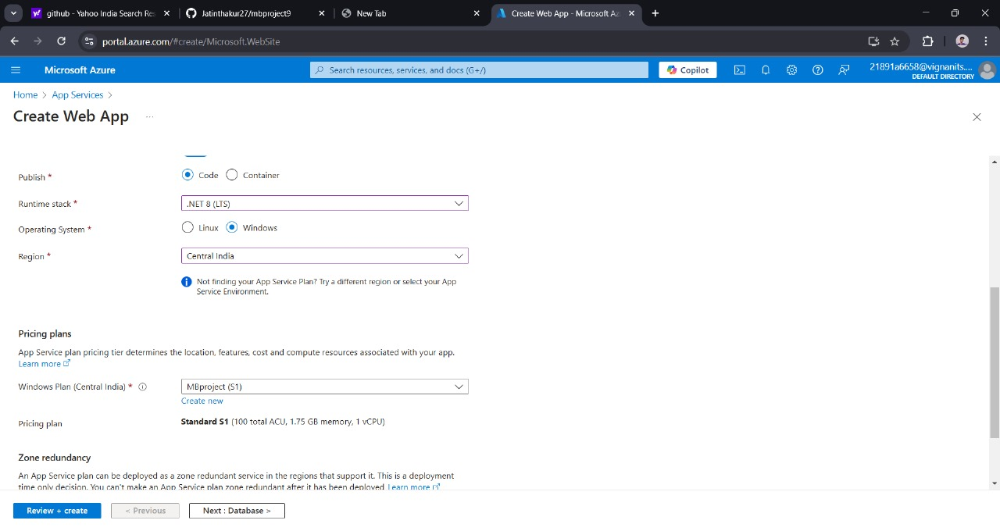 github - Yahoo India Search Res
Jatinthakur27/mbproject9
New Tab
Create Web App - Microsoft Az
portal.azure.com/#create/Microsoft.WebSite
Microsoft Azure
Search resources, services, and docs (G+/)
Copilot
21891a6658@vignanits....
DEFAULT DIRECTORY
Home > App Services >
Create Web App ...
Publish *
Code
Container
Runtime stack *
.NET 8 (LTS)
Operating System *
Linux
Windows
Region *
Central India
Not finding your App Service Plan? Try a different region or select your App
Service Environment.
Pricing plans
App Service plan pricing tier determines the location, features, cost and compute resources associated with your app.
Learn more
Windows Plan (Central India) *
MBproject (S1)
Create new
Pricing plan
Standard S1 (100 total ACU, 1.75 GB memory, 1 vCPU)
Zone redundancy
An App Service plan can be deployed as a zone redundant service in the regions that support it. This is a deployment
time only decision. You can't make an App Service plan zone redundant after it has been deployed Learn more
Review + create
< Previous
Next : Database >